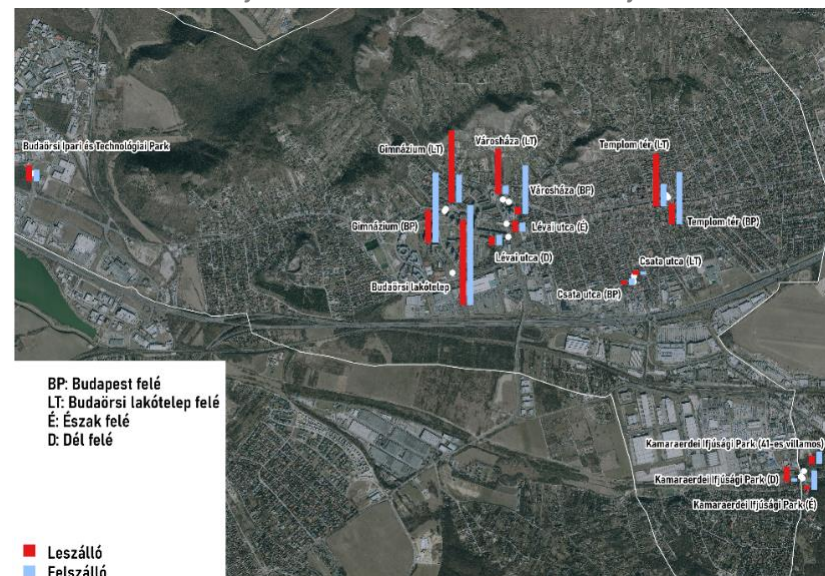 Budaörsi Ipari és Technológiai Park
Gimnázium (LT)
Városháza (LT)
Templom tér (LT)
Városháza (BP)
Gimnázium (BP)
Lévai utca (É)
Templom tér (BP)
Lévai utca (D)
Csata utca (LT)
Budaörsi lakótelep
Csata utca (BP)
BP: Budapest felé
LT: Budaörsi lakótelep felé
É: Észak felé
D: Dél felé
Kamaraerdei Ifjúsági Park (41-es villamos)
Kamaraerdei Ifjúsági Park (D)
Kamaraerdei Ifjúsági Park (É)
Leszálló
Felszálló